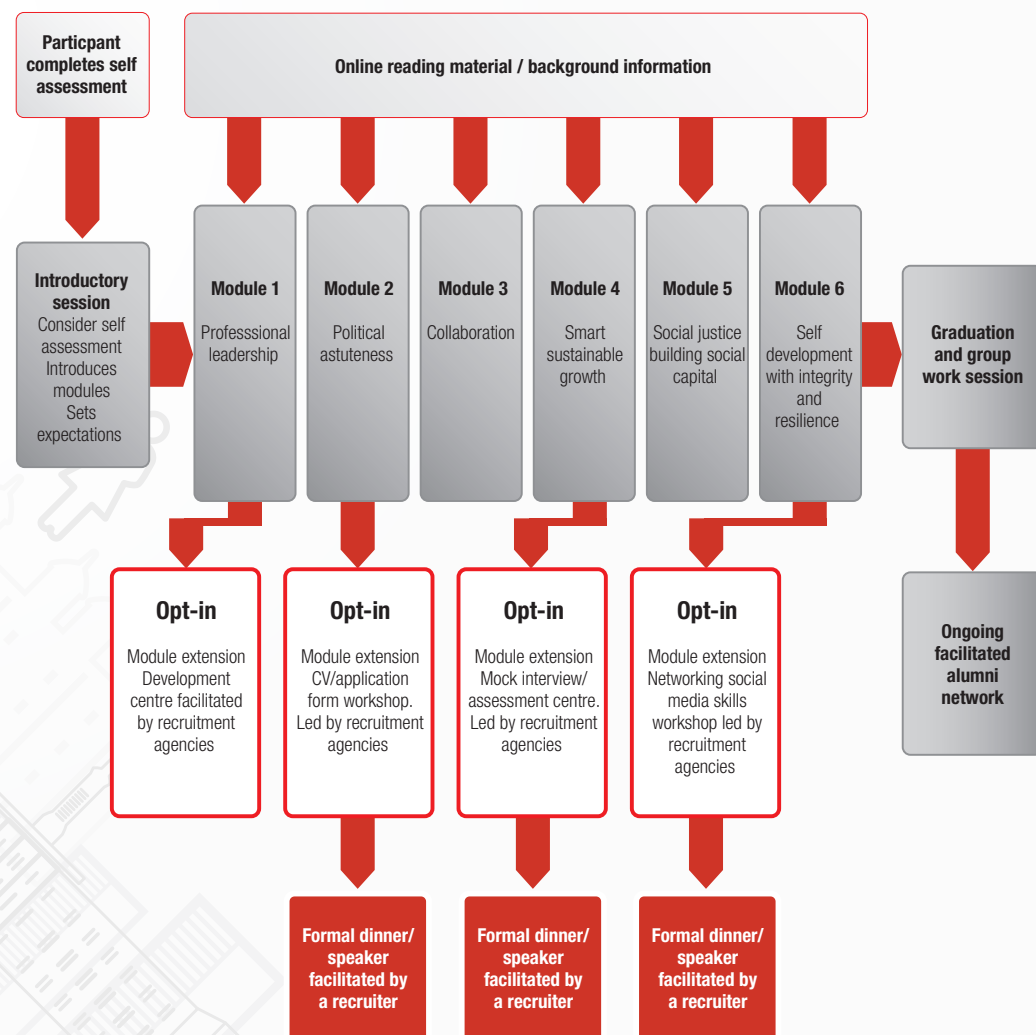 Particpant
completes self
assessment
Online reading material / background information
Introductory
session
Consider self
assessment
Introduces
modules
Sets
expectations
Module 1
Professsional
leadership
Module 2
Political
astuteness
Module 3
Collaboration
Module 4
Smart
sustainable
growth
Module 5
Social justice
building social
capital
Module 6
Self
development
with integrity
and
resilience
Graduation
and group
work session
Opt-in
Module extension
Development
centre facilitated
by recruitment
agencies
Opt-in
Module extension
CV/application
form workshop.
Led by recruitment
agencies
Opt-in
Module extension
Mock interview/
assessment centre.
Led by recruitment
agencies
Opt-in
Module extension
Networking social
media skills
workshop led by
recruitment
agencies
Ongoing
facilitated
alumni
network
Formal dinner/
speaker
facilitated by
a recruiter
Formal dinner/
speaker
facilitated by
a recruiter
Formal dinner/
speaker
facilitated by
a recruiter